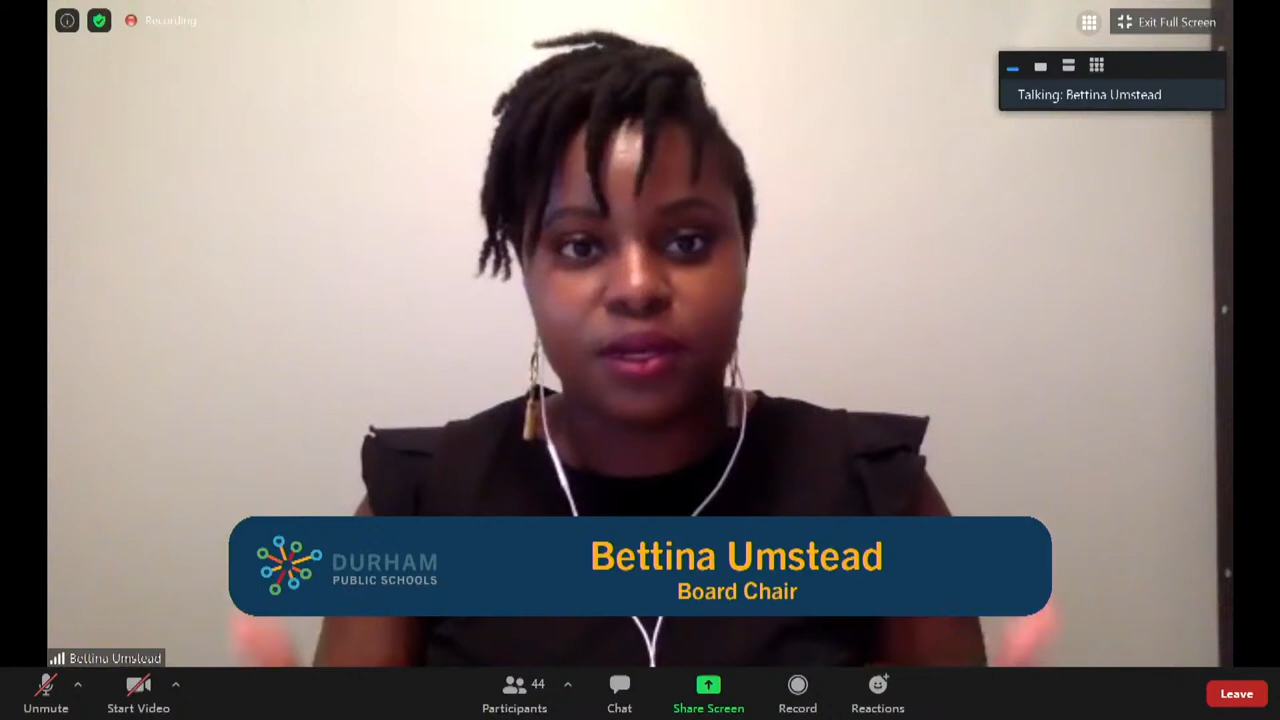 Recording
Exit Full Screen
Talking: Bettina Umstead
DURHAM
PUBLIC SCHOOLS
Bettina Umstead
Board Chair
Bettina Umstead
Unmute
Start Video
44
Participants
Chat
Share Screen
Record
Reactions
Leave